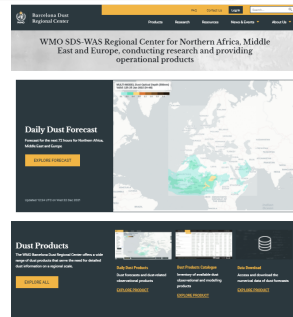 Barcelona Dust
Regional Center
FAQ Contact us Log in
Products Research Resources News & Events About Us
WMO SDS-WAS Regional Center for Northern Africa, Middle
East and Europe, conducting research and providing
operational products
Daily Dust Forecast
Forecast for the next 72 hours for Northern Africa,
Middle East and Europe
EXPLORE FORECAST
Dust Products
The WMO Barcelona Dust Regional Center offers a wide
range of dust products that serve the need for detailed
dust information on a regional scale.
EXPLORE ALL
Daily Dust Products
Dust forecasts and dust-related
observational products
EXPLORE PRODUCT
Dust Products Catalogue
Inventory of available dust
observational and modelling
products
EXPLORE PRODUCT
Data Download
Access and download the
numerical data of dust forecasts
EXPLORE PRODUCT